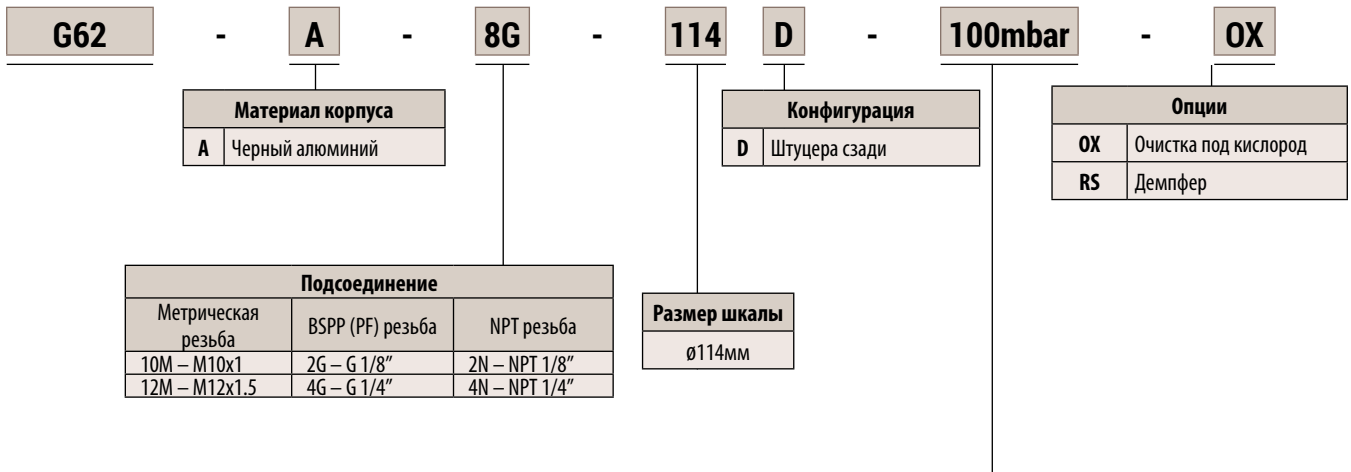 G62 - A - 8G - 114 D - 100mbar - OX
Материал корпуса
A Черный алюминий
Конфигурация
D Штуцера сзади
Опции
OX Очистка под кислород
RS Демпфер
Подсоединение
Метрическая резьба BSPP (PF) резьба NPT резьба
10M – M10x1 2G – G 1/8″ 2N – NPT 1/8″
12M – M12x1.5 4G – G 1/4″ 4N – NPT 1/4″
Размер шкалы
ø114мм